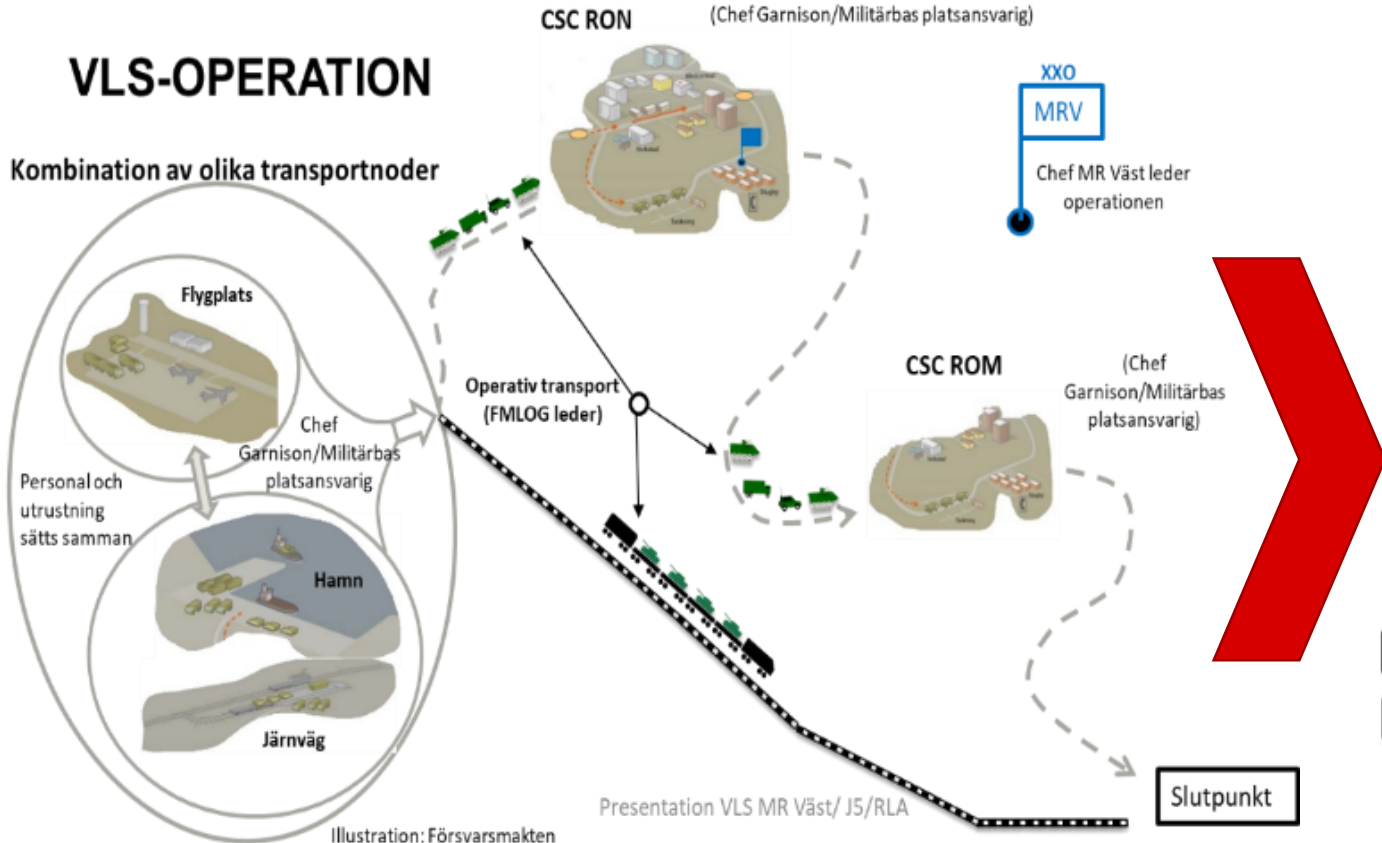 CSC RON
(Chef Garnison/Militärbas platsansvarig)
VLS-OPERATION
XXO
MRV
Chef MR Väst leder
operationen
Kombination av olika transportnoder
Flygplats
Operativ transport
(FMLOG leder)
CSC ROM
(Chef
Garnison/Militärbas
platsansvarig)
Chef
Garnison/Militärbas
platsansvarig
Personal och
utrustning
sätts samman
Hamn
Järnväg
Slutpunkt
Presentation VLS MR Väst/ J5/RLA
Illustration: Försvarsmakten